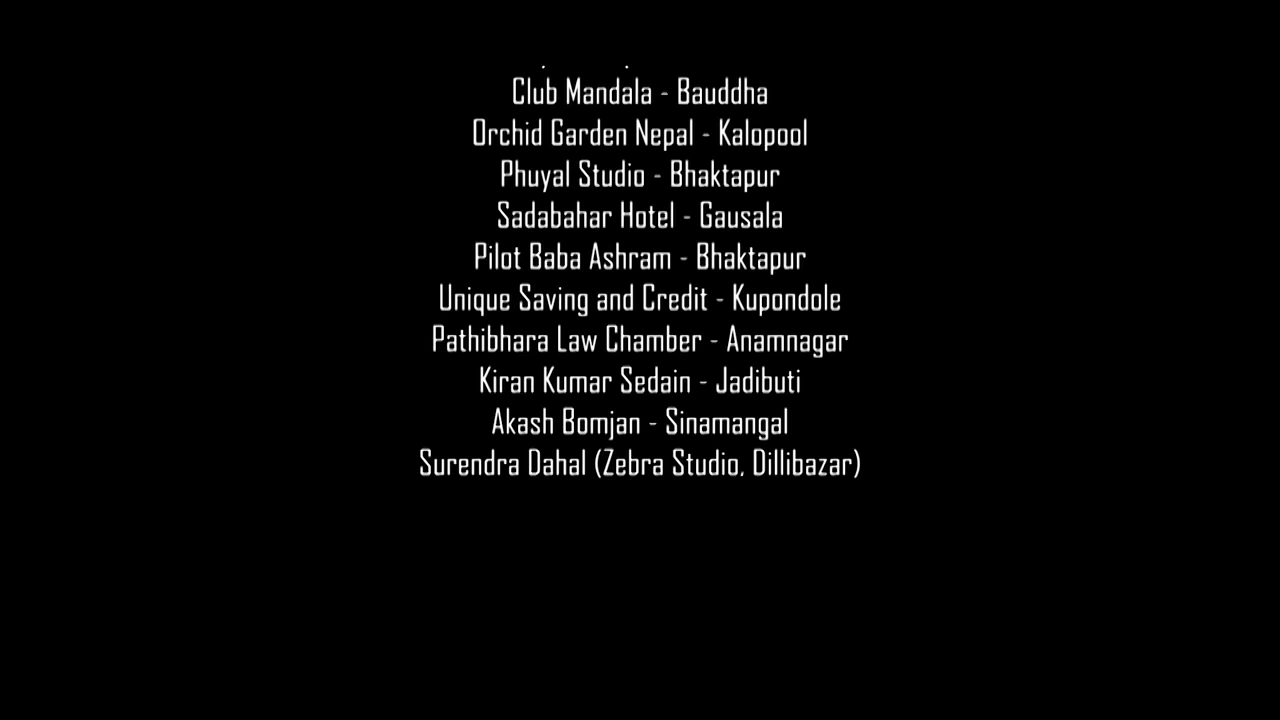 Club Mandala - Bauddha
Orchid Garden Nepal - Kalopool
Phuyal Studio - Bhaktapur
Sadabahar Hotel - Gausala
Pilot Baba Ashram - Bhaktapur
Unique Saving and Credit - Kupondole
Pathibhara Law Chamber - Anamnagar
Kiran Kumar Sedain - Jadibuti
Akash Bomjan - Sinamangal
Surendra Dahal (Zebra Studio, Dillibazar)